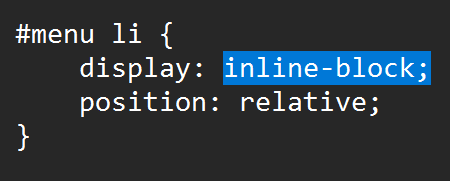 #menu li {
    display: inline-block;
    position: relative;
}